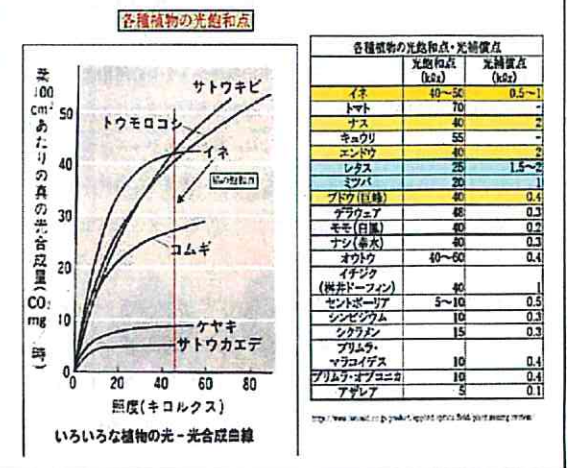 各種植物の光飽和点
葉100cm²あたりの真の光合成量(CO₂ mg/時)
50
40
30
20
10
0
20
40
60
80
サトウキビ
トウモロコシ
イネ
コムギ
ケヤキ
サトウカエデ
照度(キロルクス)
いろいろな植物の光－光合成曲線
各種植物の光飽和点・光補償点
光飽和点 (kℓx) 光補償点 (kℓx)
イネ 40～50 0.5～1
トマト 70 -
ナス 40 2
キュウリ 55 -
エンドウ 40 2
レタス 25 1.5～2
ミツバ 20 1
ブドウ(巨峰) 40 0.4
デラウェア 48 0.3
モモ(白鳳) 40 0.2
ナシ(幸水) 40 0.3
オウトウ 40～60 0.4
イチジク
(桝井ドーフィン) 40 1
セントポーリア 5～10 0.5
シンビジウム 10 0.3
シクラメン 15 0.3
プリムラ・
マラコイデス 10 0.4
プリムラ・オブコニカ 10 0.4
アザレア 5 0.1